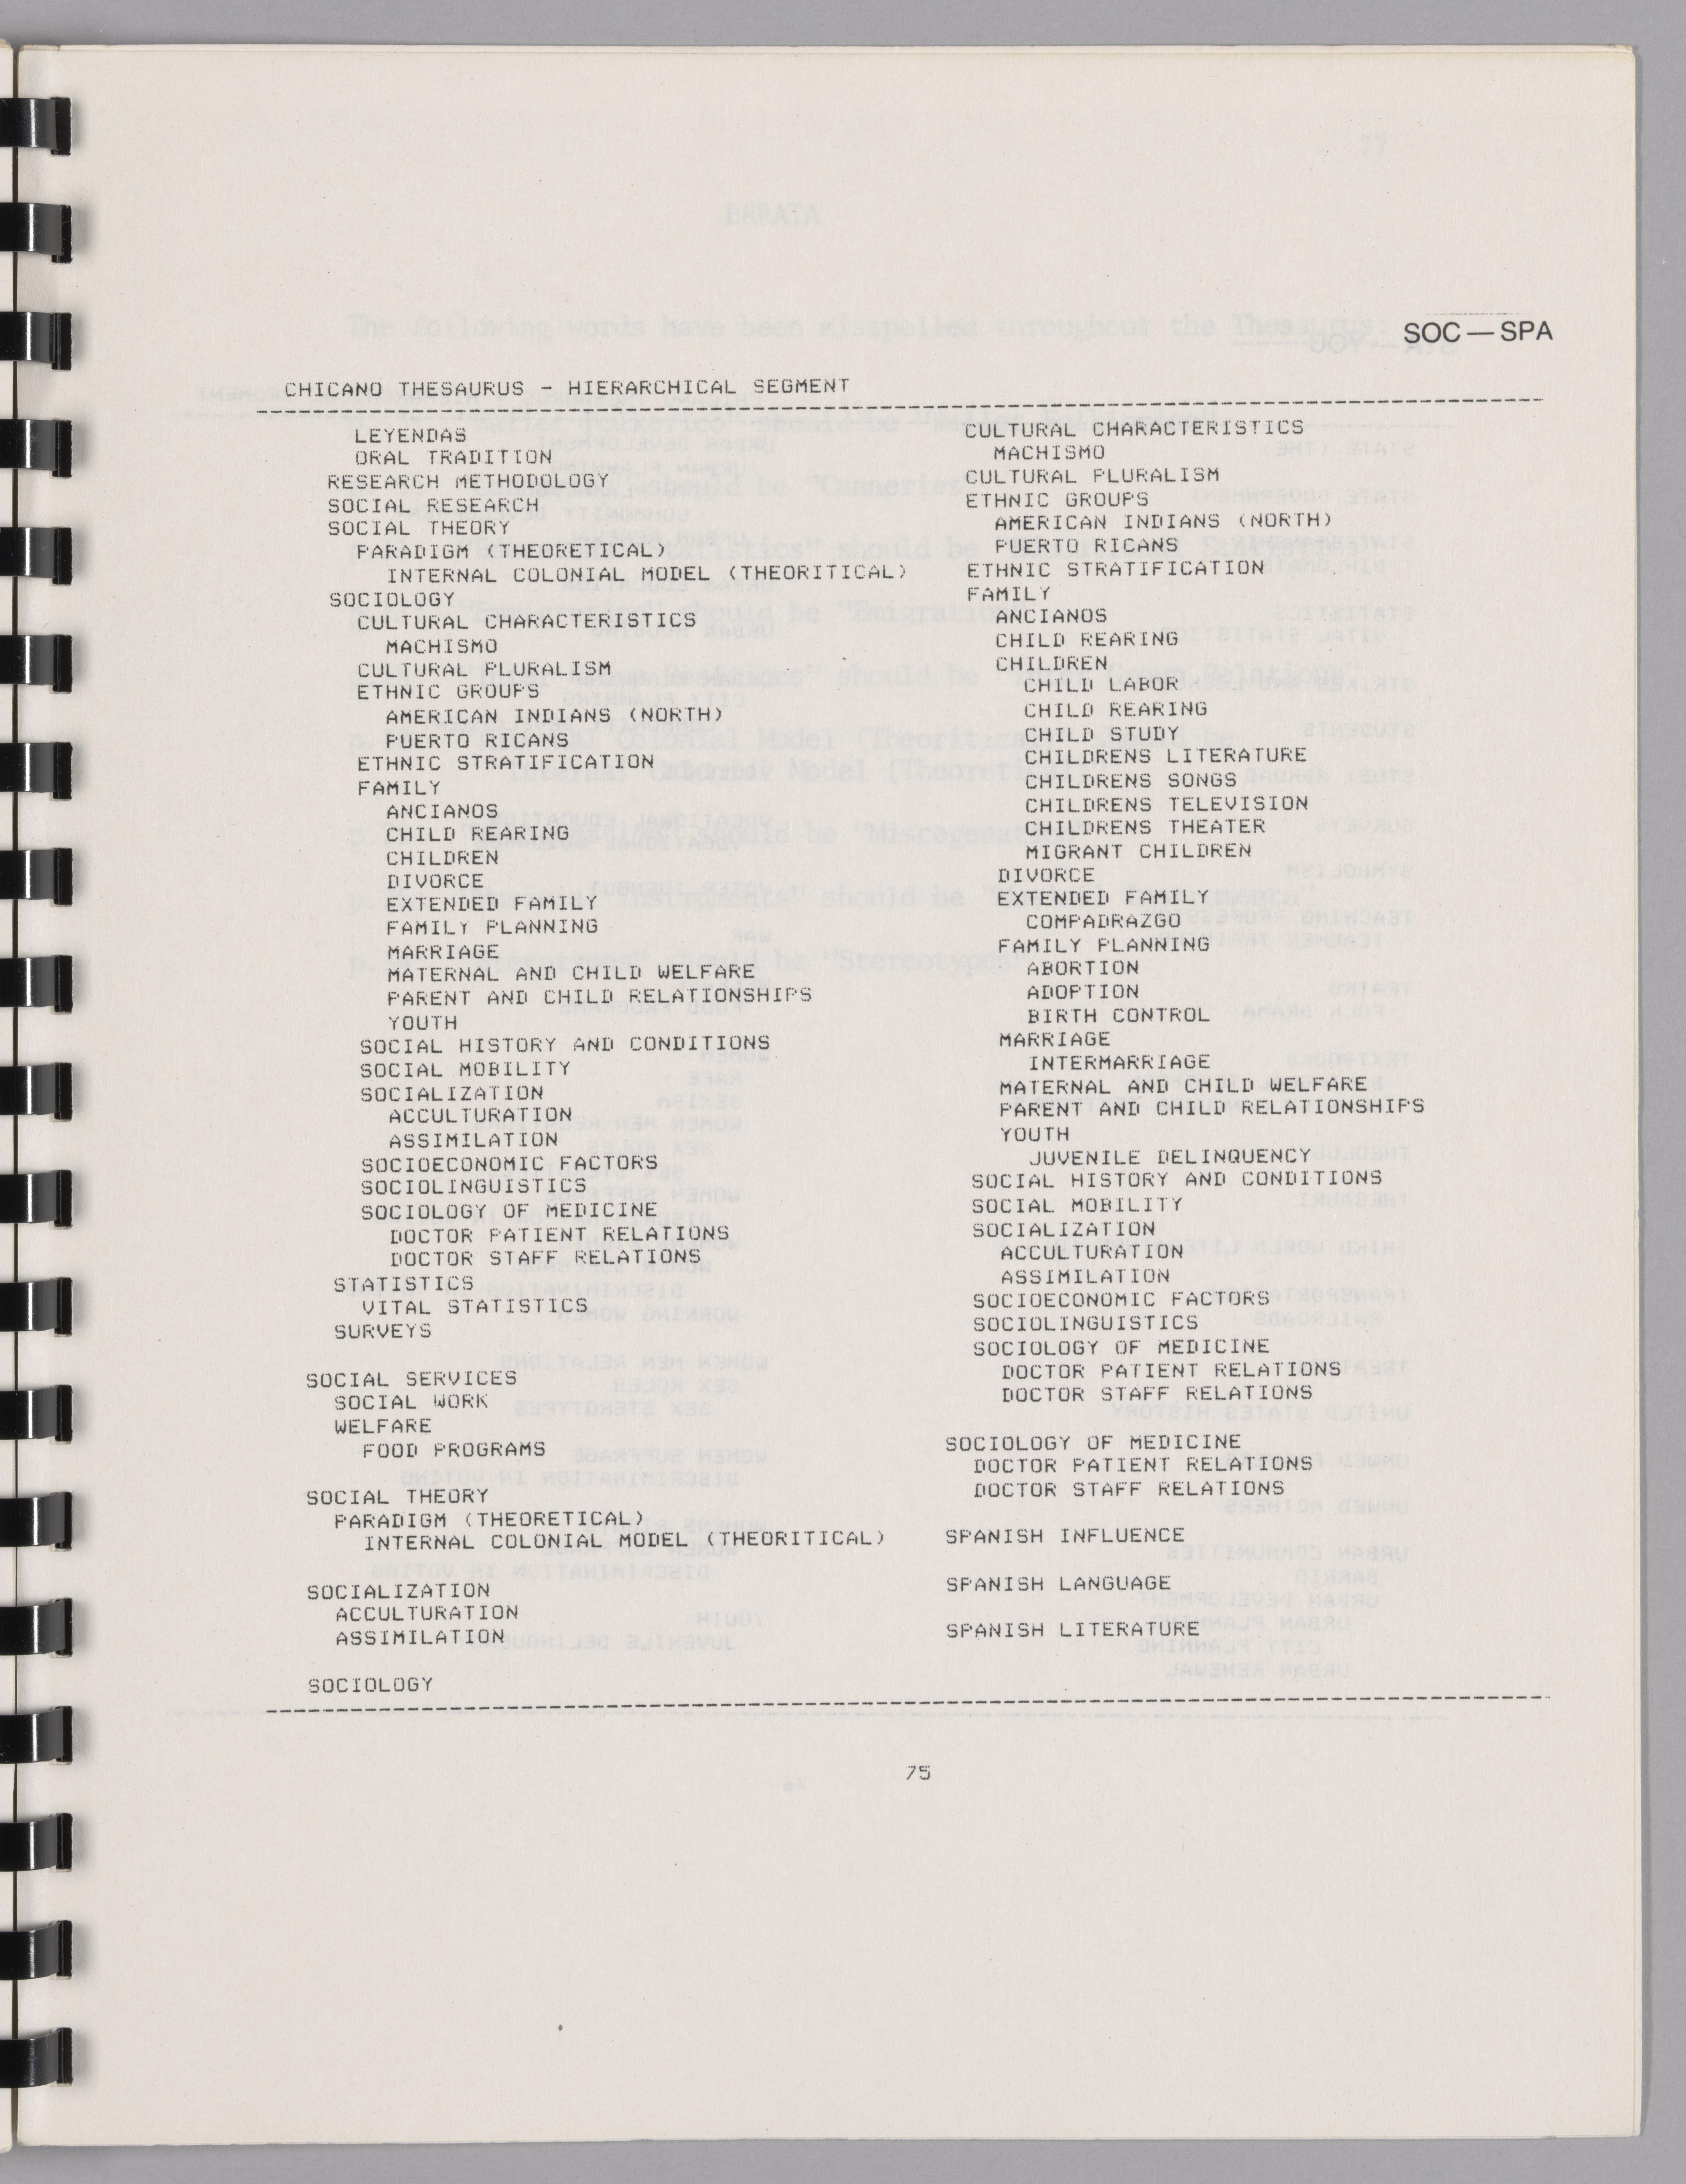 SOC — SPA
CHICANO THESAURUS - HIERARCHICAL SEGMENT
LEYENDAS
ORAL TRADITION
RESEARCH METHODOLOGY
SOCIAL RESEARCH
SOCIAL THEORY
PARADIGM (THEORETICAL)
INTERNAL COLONIAL MODEL (THEORITICAL)
SOCIOLOGY
CULTURAL CHARACTERISTICS
MACHISMO
CULTURAL PLURALISM
ETHNIC GROUPS
AMERICAN INDIANS (NORTH)
PUERTO RICANS
ETHNIC STRATIFICATION
FAMILY
ANCIANOS
CHILD REARING
CHILDREN
DIVORCE
EXTENDED FAMILY
FAMILY PLANNING
MARRIAGE
MATERNAL AND CHILD WELFARE
PARENT AND CHILD RELATIONSHIPS
YOUTH
SOCIAL HISTORY AND CONDITIONS
SOCIAL MOBILITY
SOCIALIZATION
ACCULTURATION
ASSIMILATION
SOCIOECONOMIC FACTORS
SOCIOLINGUISTICS
SOCIOLOGY OF MEDICINE
DOCTOR PATIENT RELATIONS
DOCTOR STAFF RELATIONS
STATISTICS
VITAL STATISTICS
SURVEYS
SOCIAL SERVICES
SOCIAL WORK
WELFARE
FOOD PROGRAMS
SOCIAL THEORY
PARADIGM (THEORETICAL)
INTERNAL COLONIAL MODEL (THEORITICAL)
SOCIALIZATION
ACCULTURATION
ASSIMILATION
SOCIOLOGY
CULTURAL CHARACTERISTICS
MACHISMO
CULTURAL PLURALISM
ETHNIC GROUPS
AMERICAN INDIANS (NORTH)
PUERTO RICANS
ETHNIC STRATIFICATION
FAMILY
ANCIANOS
CHILD REARING
CHILDREN
CHILD LABOR
CHILD REARING
CHILD STUDY
CHILDRENS LITERATURE
CHILDRENS SONGS
CHILDRENS TELEVISION
CHILDRENS THEATER
MIGRANT CHILDREN
DIVORCE
EXTENDED FAMILY
COMPADRAZGO
FAMILY PLANNING
ABORTION
ADOPTION
BIRTH CONTROL
MARRIAGE
INTERMARRIAGE
MATERNAL AND CHILD WELFARE
PARENT AND CHILD RELATIONSHIPS
YOUTH
JUVENILE DELINQUENCY
SOCIAL HISTORY AND CONDITIONS
SOCIAL MOBILITY
SOCIALIZATION
ACCULTURATION
ASSIMILATION
SOCIOECONOMIC FACTORS
SOCIOLINGUISTICS
SOCIOLOGY OF MEDICINE
DOCTOR PATIENT RELATIONS
DOCTOR STAFF RELATIONS
SOCIOLOGY OF MEDICINE
DOCTOR PATIENT RELATIONS
DOCTOR STAFF RELATIONS
SPANISH INFLUENCE
SPANISH LANGUAGE
SPANISH LITERATURE
75